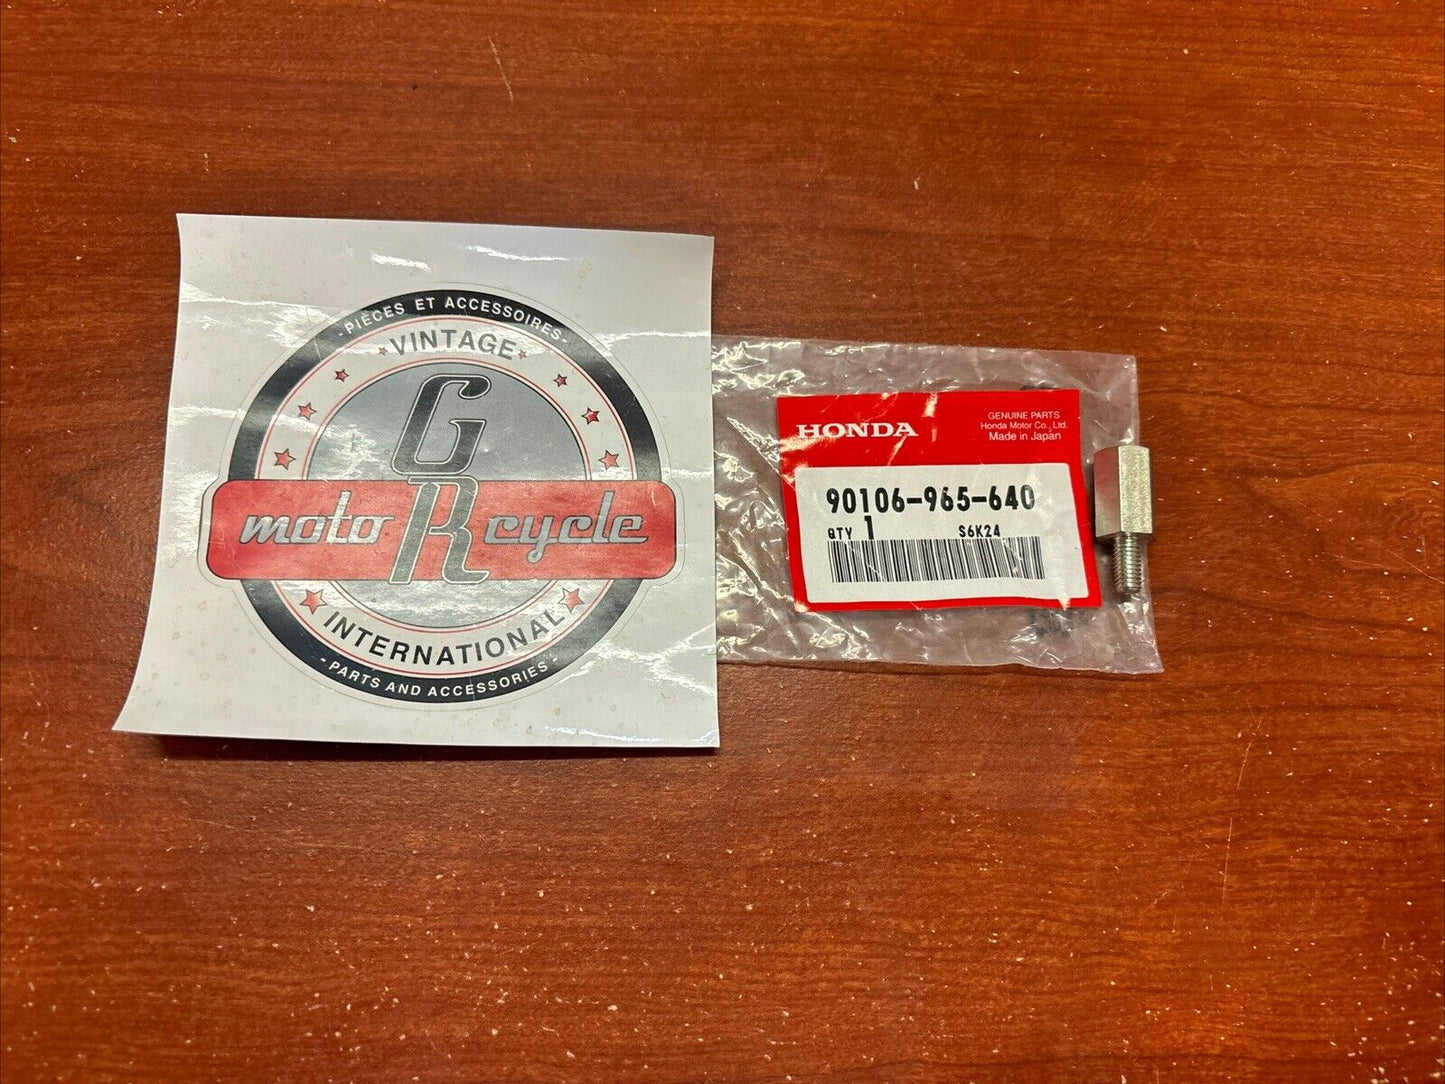 - PIÈCES ET ACCESSOIRES -
VINTAGE
GR
moto cycle
INTERNATIONAL
- PARTS AND ACCESSORIES -
HONDA
GENUINE PARTS
Honda Motor Co., Ltd.
Made in Japan
90106-965-640
QTY 1 S6K24